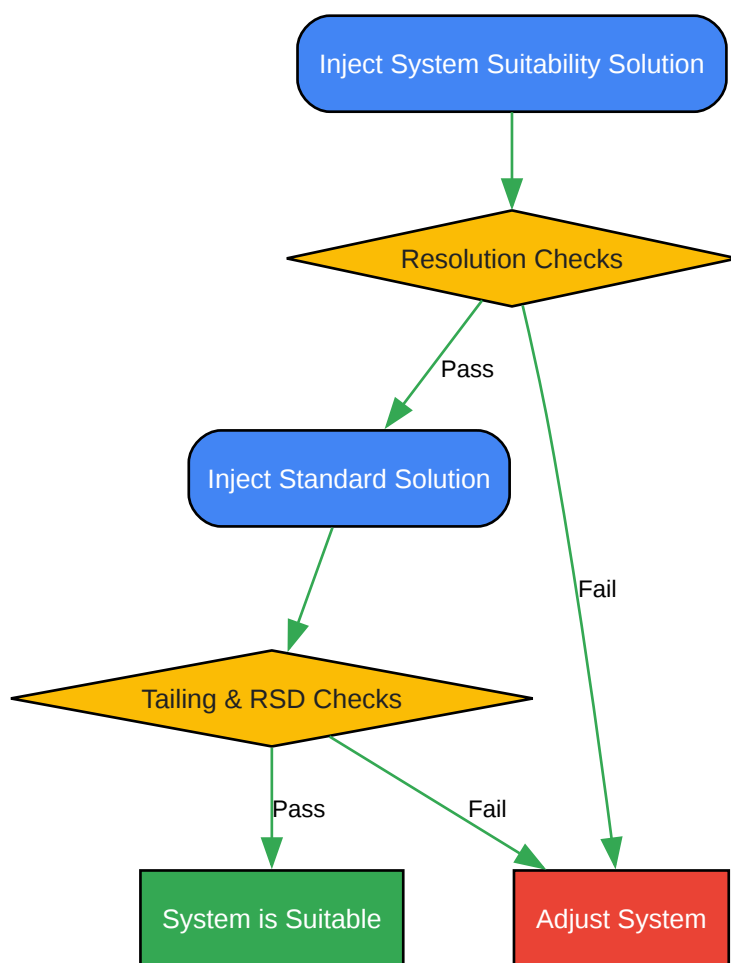 Inject System Suitability Solution
Resolution Checks
Pass
Inject Standard Solution
Fail
Tailing & RSD Checks
Pass
Fail
System is Suitable
Adjust System